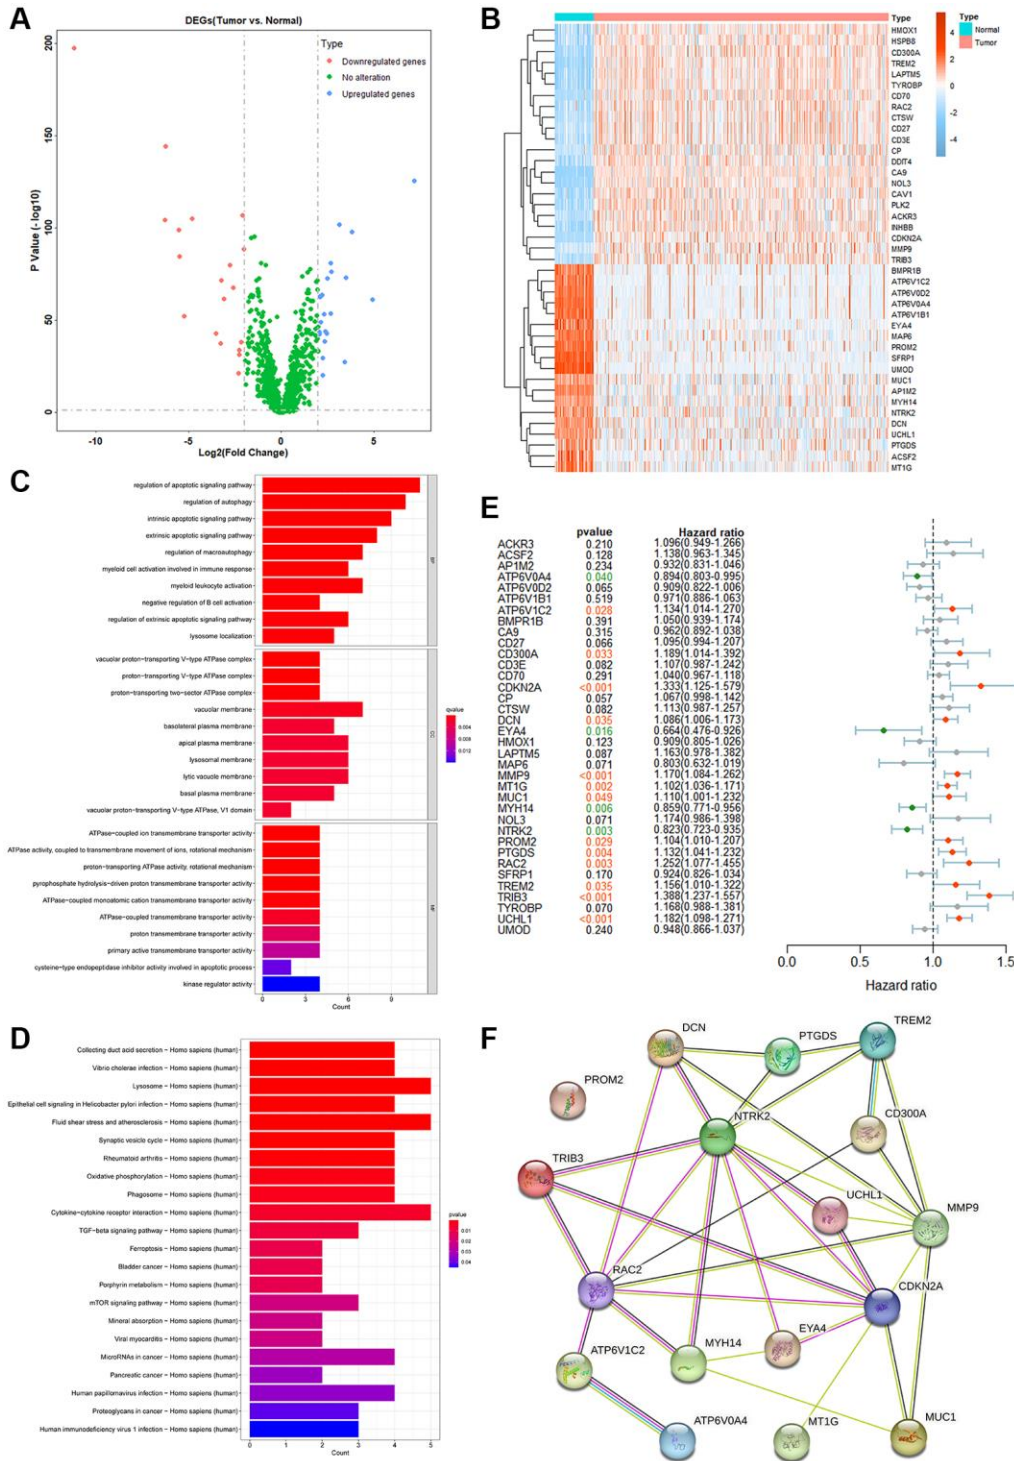 A
DEGs(Tumor vs. Normal)
P Value (- log10)
200
150
100
50
0
-10
-5
0
5
Log2(Fold Change)
Type
Downregulated genes
No alteration
Upregulated genes
B
Type
HMOX1
HSPB8
CD300A
TREM2
LAPTM5
TYROBP
CD70
RAC2
CTSW
CD27
CD3E
CP
DDIT4
CA9
NOL3
CAV1
PLK2
ACKR3
INHBB
CDKN2A
MMP9
TRIB3
BMPR1B
ATP6V1C2
ATP6V0D2
ATP6V0A4
ATP6V1B1
EYA4
MAP6
PROM2
SFRP1
UMOD
MUC1
AP1M2
MYH14
NTRK2
DCN
UCHL1
PTGDS
ACSF2
MT1G
4
2
0
-2
-4
Type
Normal
Tumor
C
regulation of apoptotic signaling pathway
regulation of autophagy
intrinsic apoptotic signaling pathway
extrinsic apoptotic signaling pathway
regulation of macroautophagy
myeloid cell activation involved in immune response
myeloid leukocyte activation
negative regulation of B cell activation
regulation of extrinsic apoptotic signaling pathway
lysosome localization
BP
vacuolar proton-transporting V-type ATPase complex
proton-transporting V-type ATPase complex
proton-transporting two-sector ATPase complex
vacuolar membrane
basolateral plasma membrane
apical plasma membrane
lysosomal membrane
lytic vacuole membrane
basal plasma membrane
vacuolar proton-transporting V-type ATPase, V1 domain
CC
ATPase-coupled ion transmembrane transporter activity
ATPase activity, coupled to transmembrane movement of ions, rotational mechanism
proton-transporting ATPase activity, rotational mechanism
pyrophosphate hydrolysis-driven proton transmembrane transporter activity
ATPase-coupled monoatomic cation transmembrane transporter activity
ATPase-coupled transmembrane transporter activity
proton transmembrane transporter activity
primary active transmembrane transporter activity
cysteine-type endopeptidase inhibitor activity involved in apoptotic process
kinase regulator activity
MF
0
3
6
9
Count
qvalue
0.004
0.008
0.012
D
Collecting duct acid secretion - Homo sapiens (human)
Vibrio cholerae infection - Homo sapiens (human)
Lysosome - Homo sapiens (human)
Epithelial cell signaling in Helicobacter pylori infection - Homo sapiens (human)
Fluid shear stress and atherosclerosis - Homo sapiens (human)
Synaptic vesicle cycle - Homo sapiens (human)
Rheumatoid arthritis - Homo sapiens (human)
Oxidative phosphorylation - Homo sapiens (human)
Phagosome - Homo sapiens (human)
Cytokine-cytokine receptor interaction - Homo sapiens (human)
TGF-beta signaling pathway - Homo sapiens (human)
Ferroptosis - Homo sapiens (human)
Bladder cancer - Homo sapiens (human)
Porphyrin metabolism - Homo sapiens (human)
mTOR signaling pathway - Homo sapiens (human)
Mineral absorption - Homo sapiens (human)
Viral myocarditis - Homo sapiens (human)
MicroRNAs in cancer - Homo sapiens (human)
Pancreatic cancer - Homo sapiens (human)
Human papillomavirus infection - Homo sapiens (human)
Proteoglycans in cancer - Homo sapiens (human)
Human immunodeficiency virus 1 infection - Homo sapiens (human)
0
1
2
3
4
5
Count
pvalue
0.01
0.02
0.03
0.04
E
pvalue Hazard ratio
ACKR3 0.210 1.096(0.949-1.266)
ACSF2 0.128 1.138(0.963-1.345)
AP1M2 0.234 0.932(0.831-1.046)
ATP6V0A4 0.040 0.894(0.803-0.995)
ATP6V0D2 0.065 0.909(0.822-1.006)
ATP6V1B1 0.519 0.971(0.886-1.063)
ATP6V1C2 0.028 1.134(1.014-1.270)
BMPR1B 0.391 1.050(0.939-1.174)
CA9 0.315 0.962(0.892-1.038)
CD27 0.066 1.095(0.994-1.207)
CD300A 0.033 1.189(1.014-1.392)
CD3E 0.082 1.107(0.987-1.242)
CD70 0.291 1.040(0.967-1.118)
CDKN2A <0.001 1.333(1.125-1.579)
CP 0.057 1.067(0.998-1.142)
CTSW 0.082 1.113(0.987-1.257)
DCN 0.035 1.086(1.006-1.173)
EYA4 0.016 0.664(0.476-0.926)
HMOX1 0.123 0.909(0.805-1.026)
LAPTM5 0.087 1.163(0.978-1.382)
MAP6 0.071 0.803(0.632-1.019)
MMP9 <0.001 1.170(1.084-1.262)
MT1G 0.002 1.102(1.036-1.171)
MUC1 0.049 1.110(1.001-1.232)
MYH14 0.006 0.859(0.771-0.956)
NOL3 0.071 1.174(0.986-1.398)
NTRK2 0.003 0.823(0.723-0.935)
PROM2 0.029 1.104(1.010-1.207)
PTGDS 0.004 1.132(1.041-1.232)
RAC2 0.003 1.252(1.077-1.455)
SFRP1 0.170 0.924(0.826-1.034)
TREM2 0.035 1.156(1.010-1.322)
TRIB3 <0.001 1.388(1.237-1.557)
TYROBP 0.070 1.168(0.988-1.381)
UCHL1 <0.001 1.182(1.098-1.271)
UMOD 0.240 0.948(0.866-1.037)
0.0
0.5
1.0
1.5
Hazard ratio
F
DCN
PTGDS
TREM2
PROM2
NTRK2
CD300A
TRIB3
UCHL1
MMP9
RAC2
CDKN2A
EYA4
MYH14
ATP6V1C2
ATP6V0A4
MT1G
MUC1